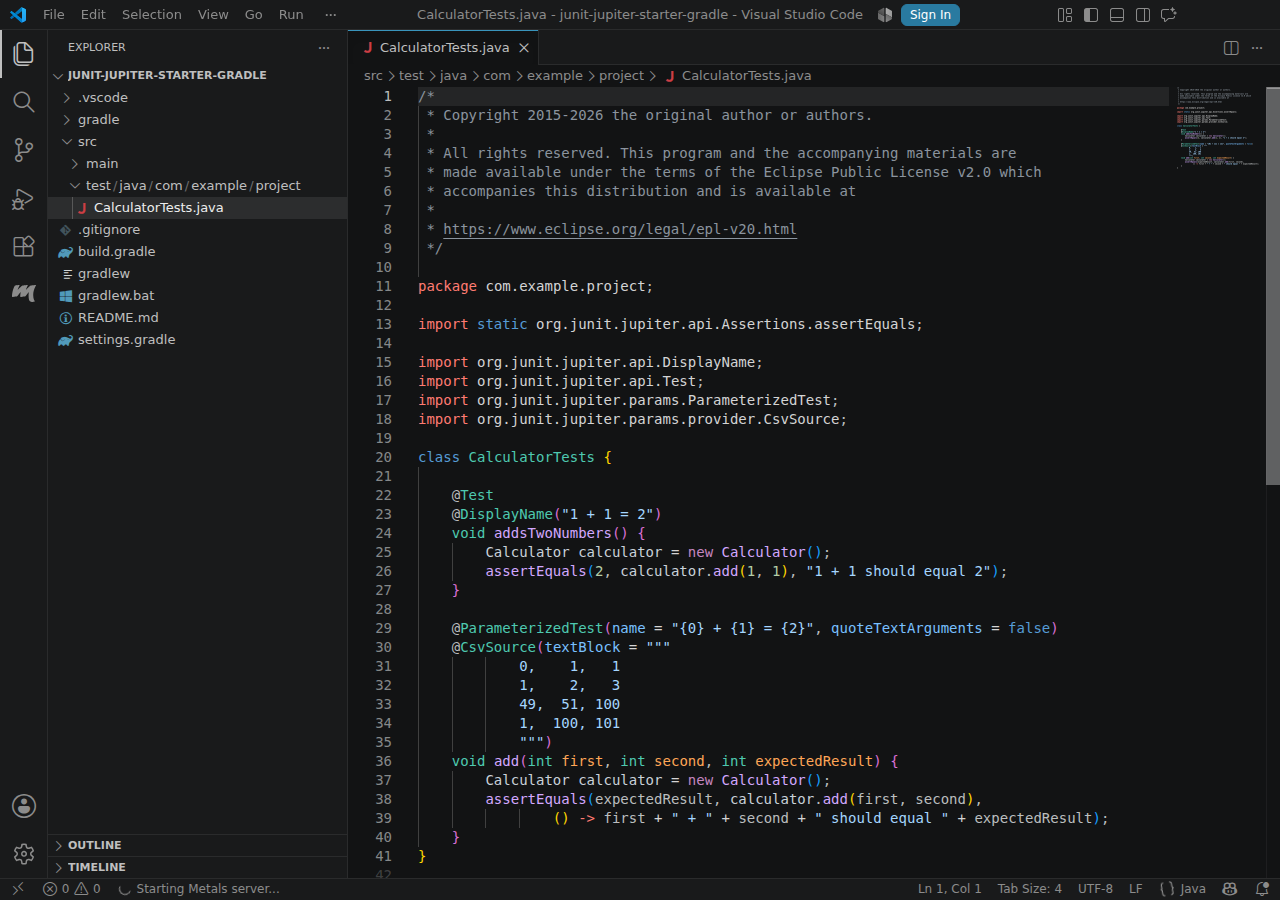 File Edit Selection View Go Run ··· CalculatorTests.java - junit-jupiter-starter-gradle - Visual Studio Code Sign In
EXPLORER ···
JUNIT-JUPITER-STARTER-GRADLE
.vscode
gradle
src
main
test/java/com/example/project
CalculatorTests.java
.gitignore
build.gradle
gradlew
gradlew.bat
README.md
settings.gradle
OUTLINE
TIMELINE
CalculatorTests.java
src > test > java > com > example > project > CalculatorTests.java
1 /*
2  * Copyright 2015-2026 the original author or authors.
3  *
4  * All rights reserved. This program and the accompanying materials are
5  * made available under the terms of the Eclipse Public License v2.0 which
6  * accompanies this distribution and is available at
7  *
8  * https://www.eclipse.org/legal/epl-v20.html
9  */
10
11 package com.example.project;
12
13 import static org.junit.jupiter.api.Assertions.assertEquals;
14
15 import org.junit.jupiter.api.DisplayName;
16 import org.junit.jupiter.api.Test;
17 import org.junit.jupiter.params.ParameterizedTest;
18 import org.junit.jupiter.params.provider.CsvSource;
19
20 class CalculatorTests {
21
22     @Test
23     @DisplayName("1 + 1 = 2")
24     void addsTwoNumbers() {
25         Calculator calculator = new Calculator();
26         assertEquals(2, calculator.add(1, 1), "1 + 1 should equal 2");
27     }
28
29     @ParameterizedTest(name = "{0} + {1} = {2}", quoteTextArguments = false)
30     @CsvSource(textBlock = """
31             0,    1,   1
32             1,    2,   3
33             49,  51, 100
34             1,  100, 101
35             """)
36     void add(int first, int second, int expectedResult) {
37         Calculator calculator = new Calculator();
38         assertEquals(expectedResult, calculator.add(first, second),
39                 () -> first + " + " + second + " should equal " + expectedResult);
40     }
41 }
42
0 0 Starting Metals server... Ln 1, Col 1 Tab Size: 4 UTF-8 LF Java